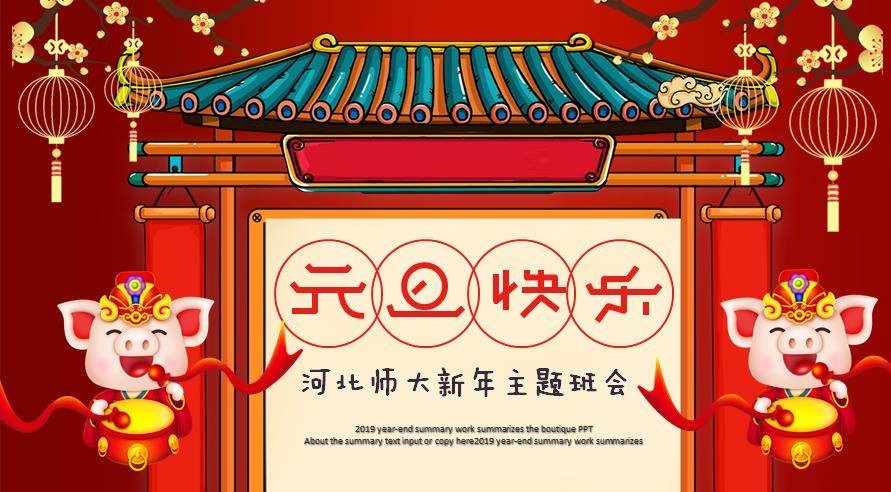 元旦快乐
河北师大新年主题班会
2019 year-end summary work summarizes the boutique PPT
About the summary text input or copy here2019 year-end summary work summarizes